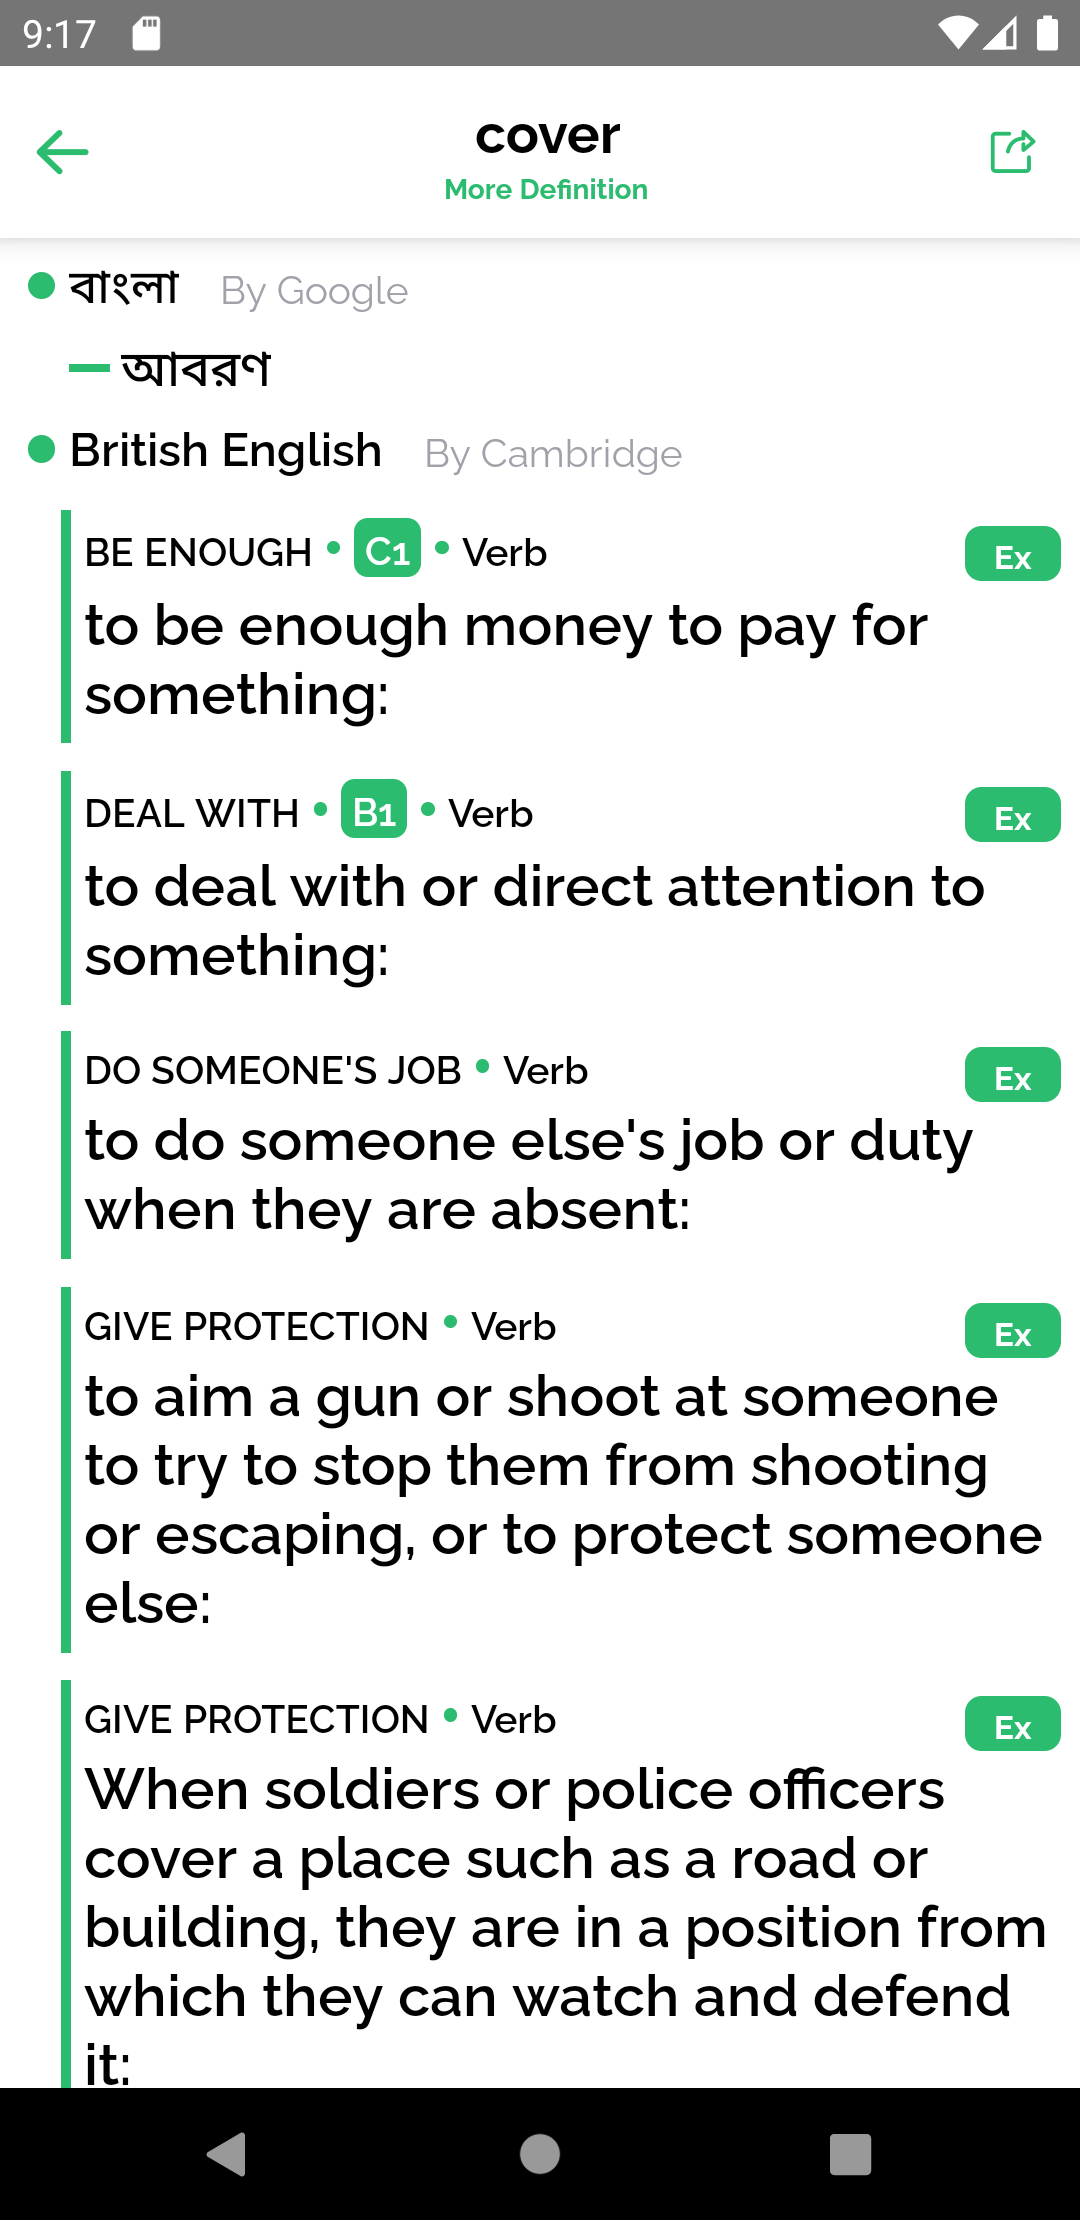 9:17
cover
More Definition
বাংলা By Google
আবরণ
British English By Cambridge
BE ENOUGH • C1 • Verb Ex
to be enough money to pay for
something:
DEAL WITH • B1 • Verb Ex
to deal with or direct attention to
something:
DO SOMEONE'S JOB • Verb Ex
to do someone else's job or duty
when they are absent:
GIVE PROTECTION • Verb Ex
to aim a gun or shoot at someone
to try to stop them from shooting
or escaping, or to protect someone
else:
GIVE PROTECTION • Verb Ex
When soldiers or police officers
cover a place such as a road or
building, they are in a position from
which they can watch and defend
it: